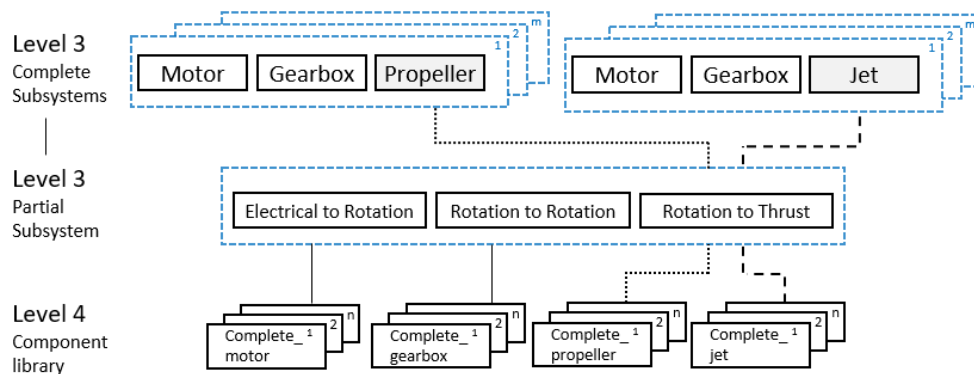 Level 3
Complete
Subsystems
m
2
1
Motor
Gearbox
Propeller
m
2
1
Motor
Gearbox
Jet
Level 3
Partial
Subsystem
Electrical to Rotation
Rotation to Rotation
Rotation to Thrust
Level 4
Component
library
n
2
Complete_ 1
motor
n
2
Complete_ 1
gearbox
n
2
Complete_ 1
propeller
n
2
Complete_ 1
jet